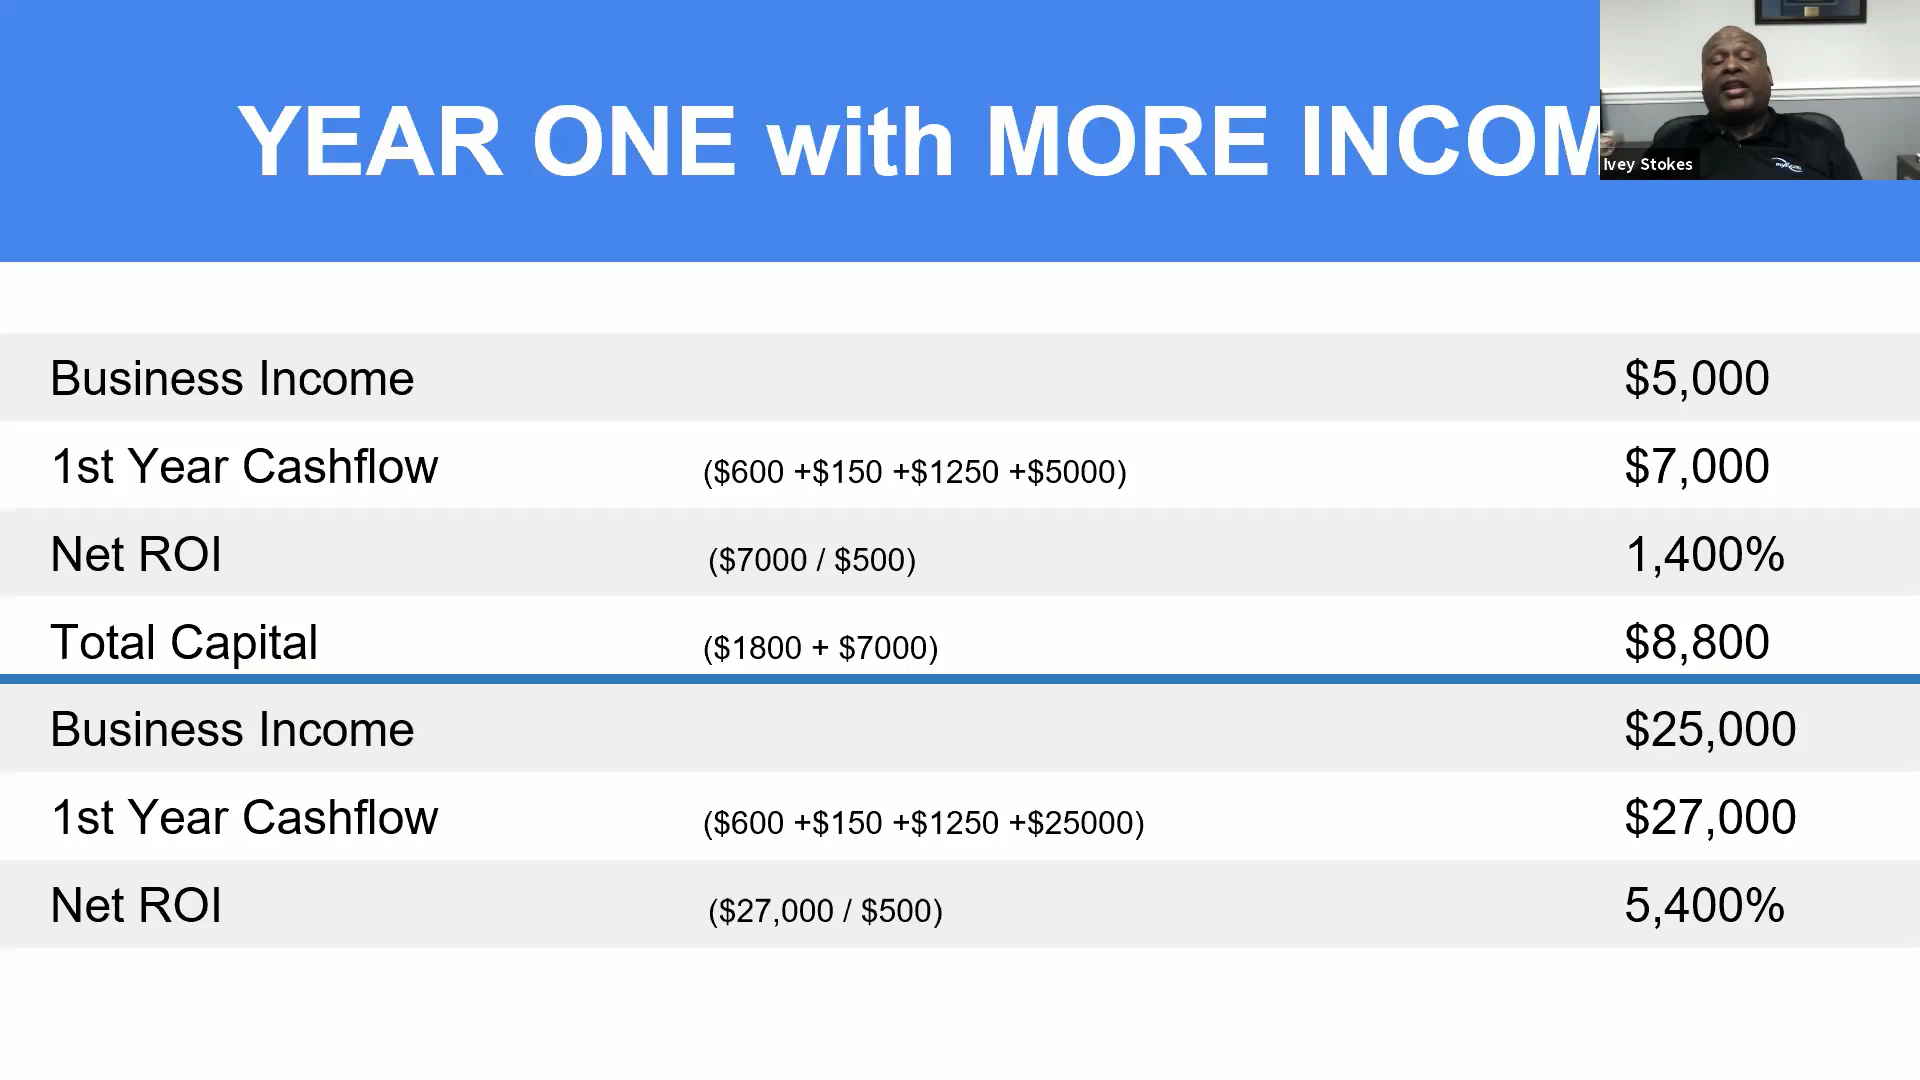 YEAR ONE with MORE INCOM
Ivey Stokes
Business Income $5,000
1st Year Cashflow ($600 +$150 +$1250 +$5000) $7,000
Net ROI ($7000 / $500) 1,400%
Total Capital ($1800 + $7000) $8,800
Business Income $25,000
1st Year Cashflow ($600 +$150 +$1250 +$25000) $27,000
Net ROI ($27,000 / $500) 5,400%